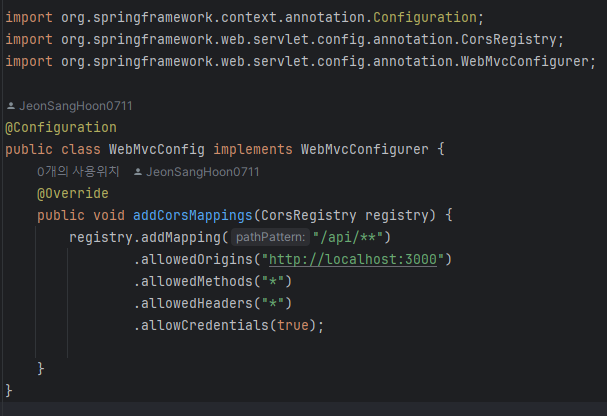 import org.springframework.context.annotation.Configuration;
import org.springframework.web.servlet.config.annotation.CorsRegistry;
import org.springframework.web.servlet.config.annotation.WebMvcConfigurer;
JeonSangHoon0711
@Configuration
public class WebMvcConfig implements WebMvcConfigurer {
0개의 사용위치 JeonSangHoon0711
@Override
public void addCorsMappings(CorsRegistry registry) {
registry.addMapping( pathPattern: "/api/**")
.allowedOrigins("http://localhost:3000")
.allowedMethods("*")
.allowedHeaders("*")
.allowCredentials(true);
}
}